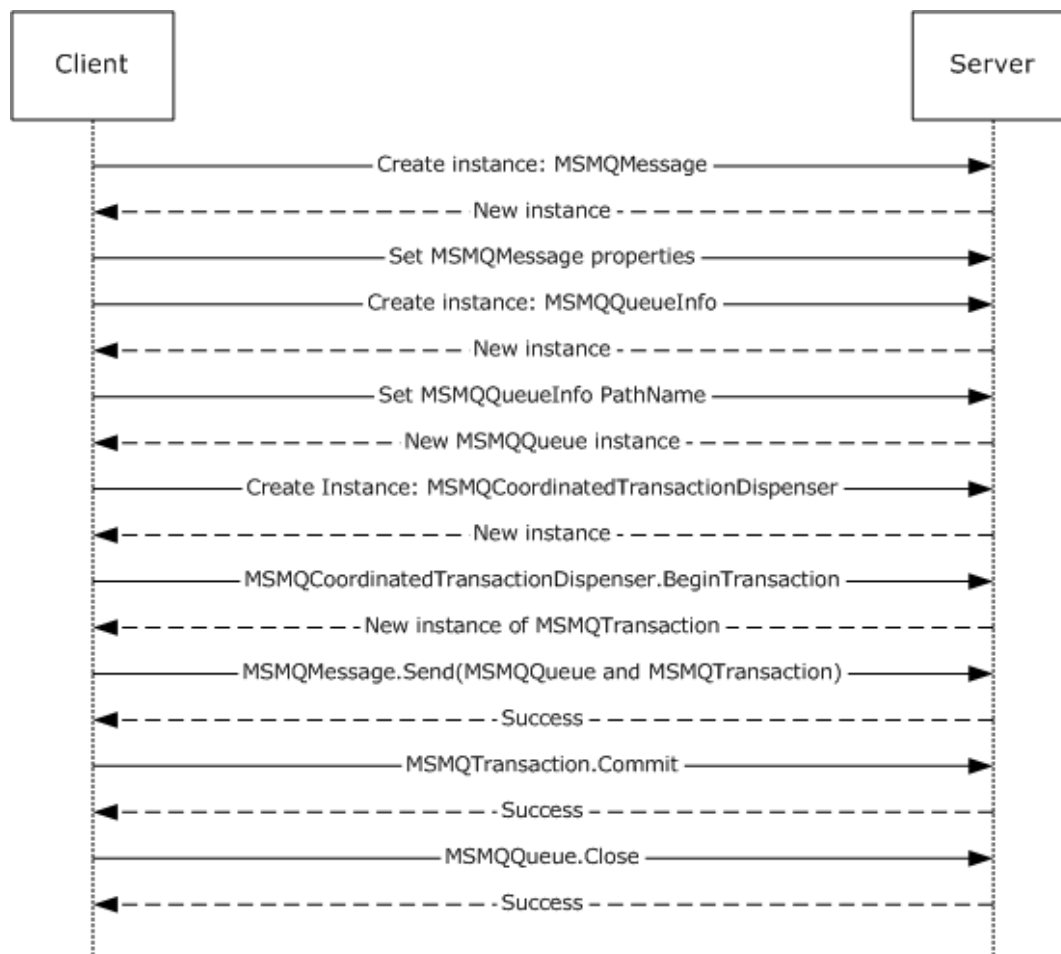 Client
Server
Create instance: MSMQMessage
New instance
Set MSMQMessage properties
Create instance: MSMQQueueInfo
New instance
Set MSMQQueueInfo PathName
New MSMQQueue instance
Create Instance: MSMQCoordinatedTransactionDispenser
New instance
MSMQCoordinatedTransactionDispenser.BeginTransaction
New instance of MSMQTransaction
MSMQMessage.Send(MSMQQueue and MSMQTransaction)
Success
MSMQTransaction.Commit
Success
MSMQQueue.Close
Success